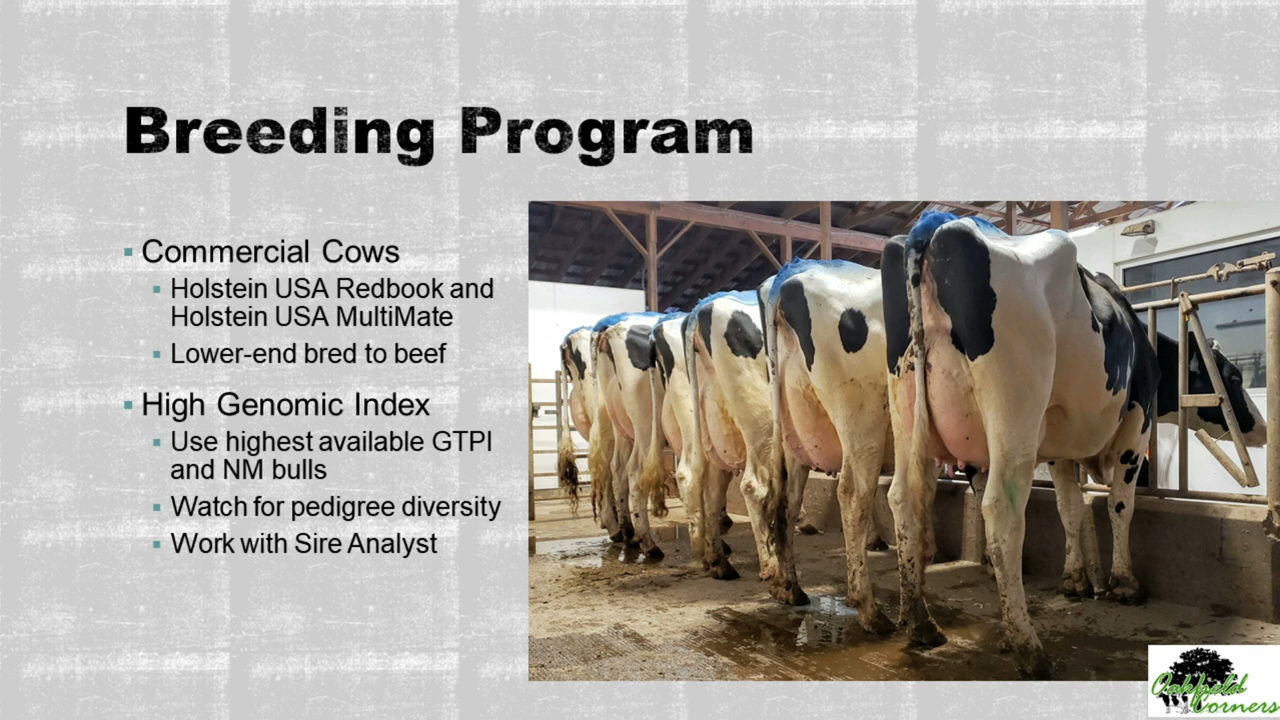 Breeding Program
Commercial Cows
Holstein USA Redbook and
Holstein USA MultiMate
Lower-end bred to beef
High Genomic Index
Use highest available GTPI
and NM bulls
Watch for pedigree diversity
Work with Sire Analyst
Oakfield
Corners